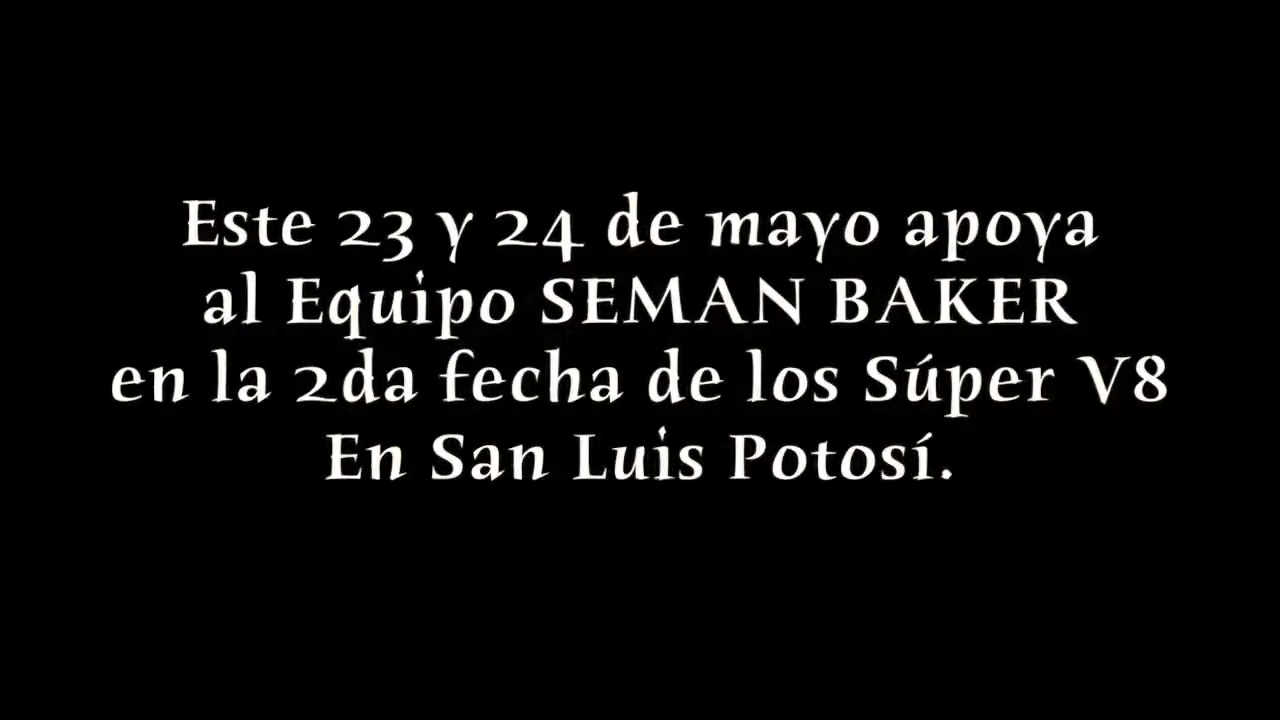 Este 23 y 24 de mayo apoya
al Equipo SEMAN BAKER
en la 2da fecha de los Súper V8
En San Luis Potosí.